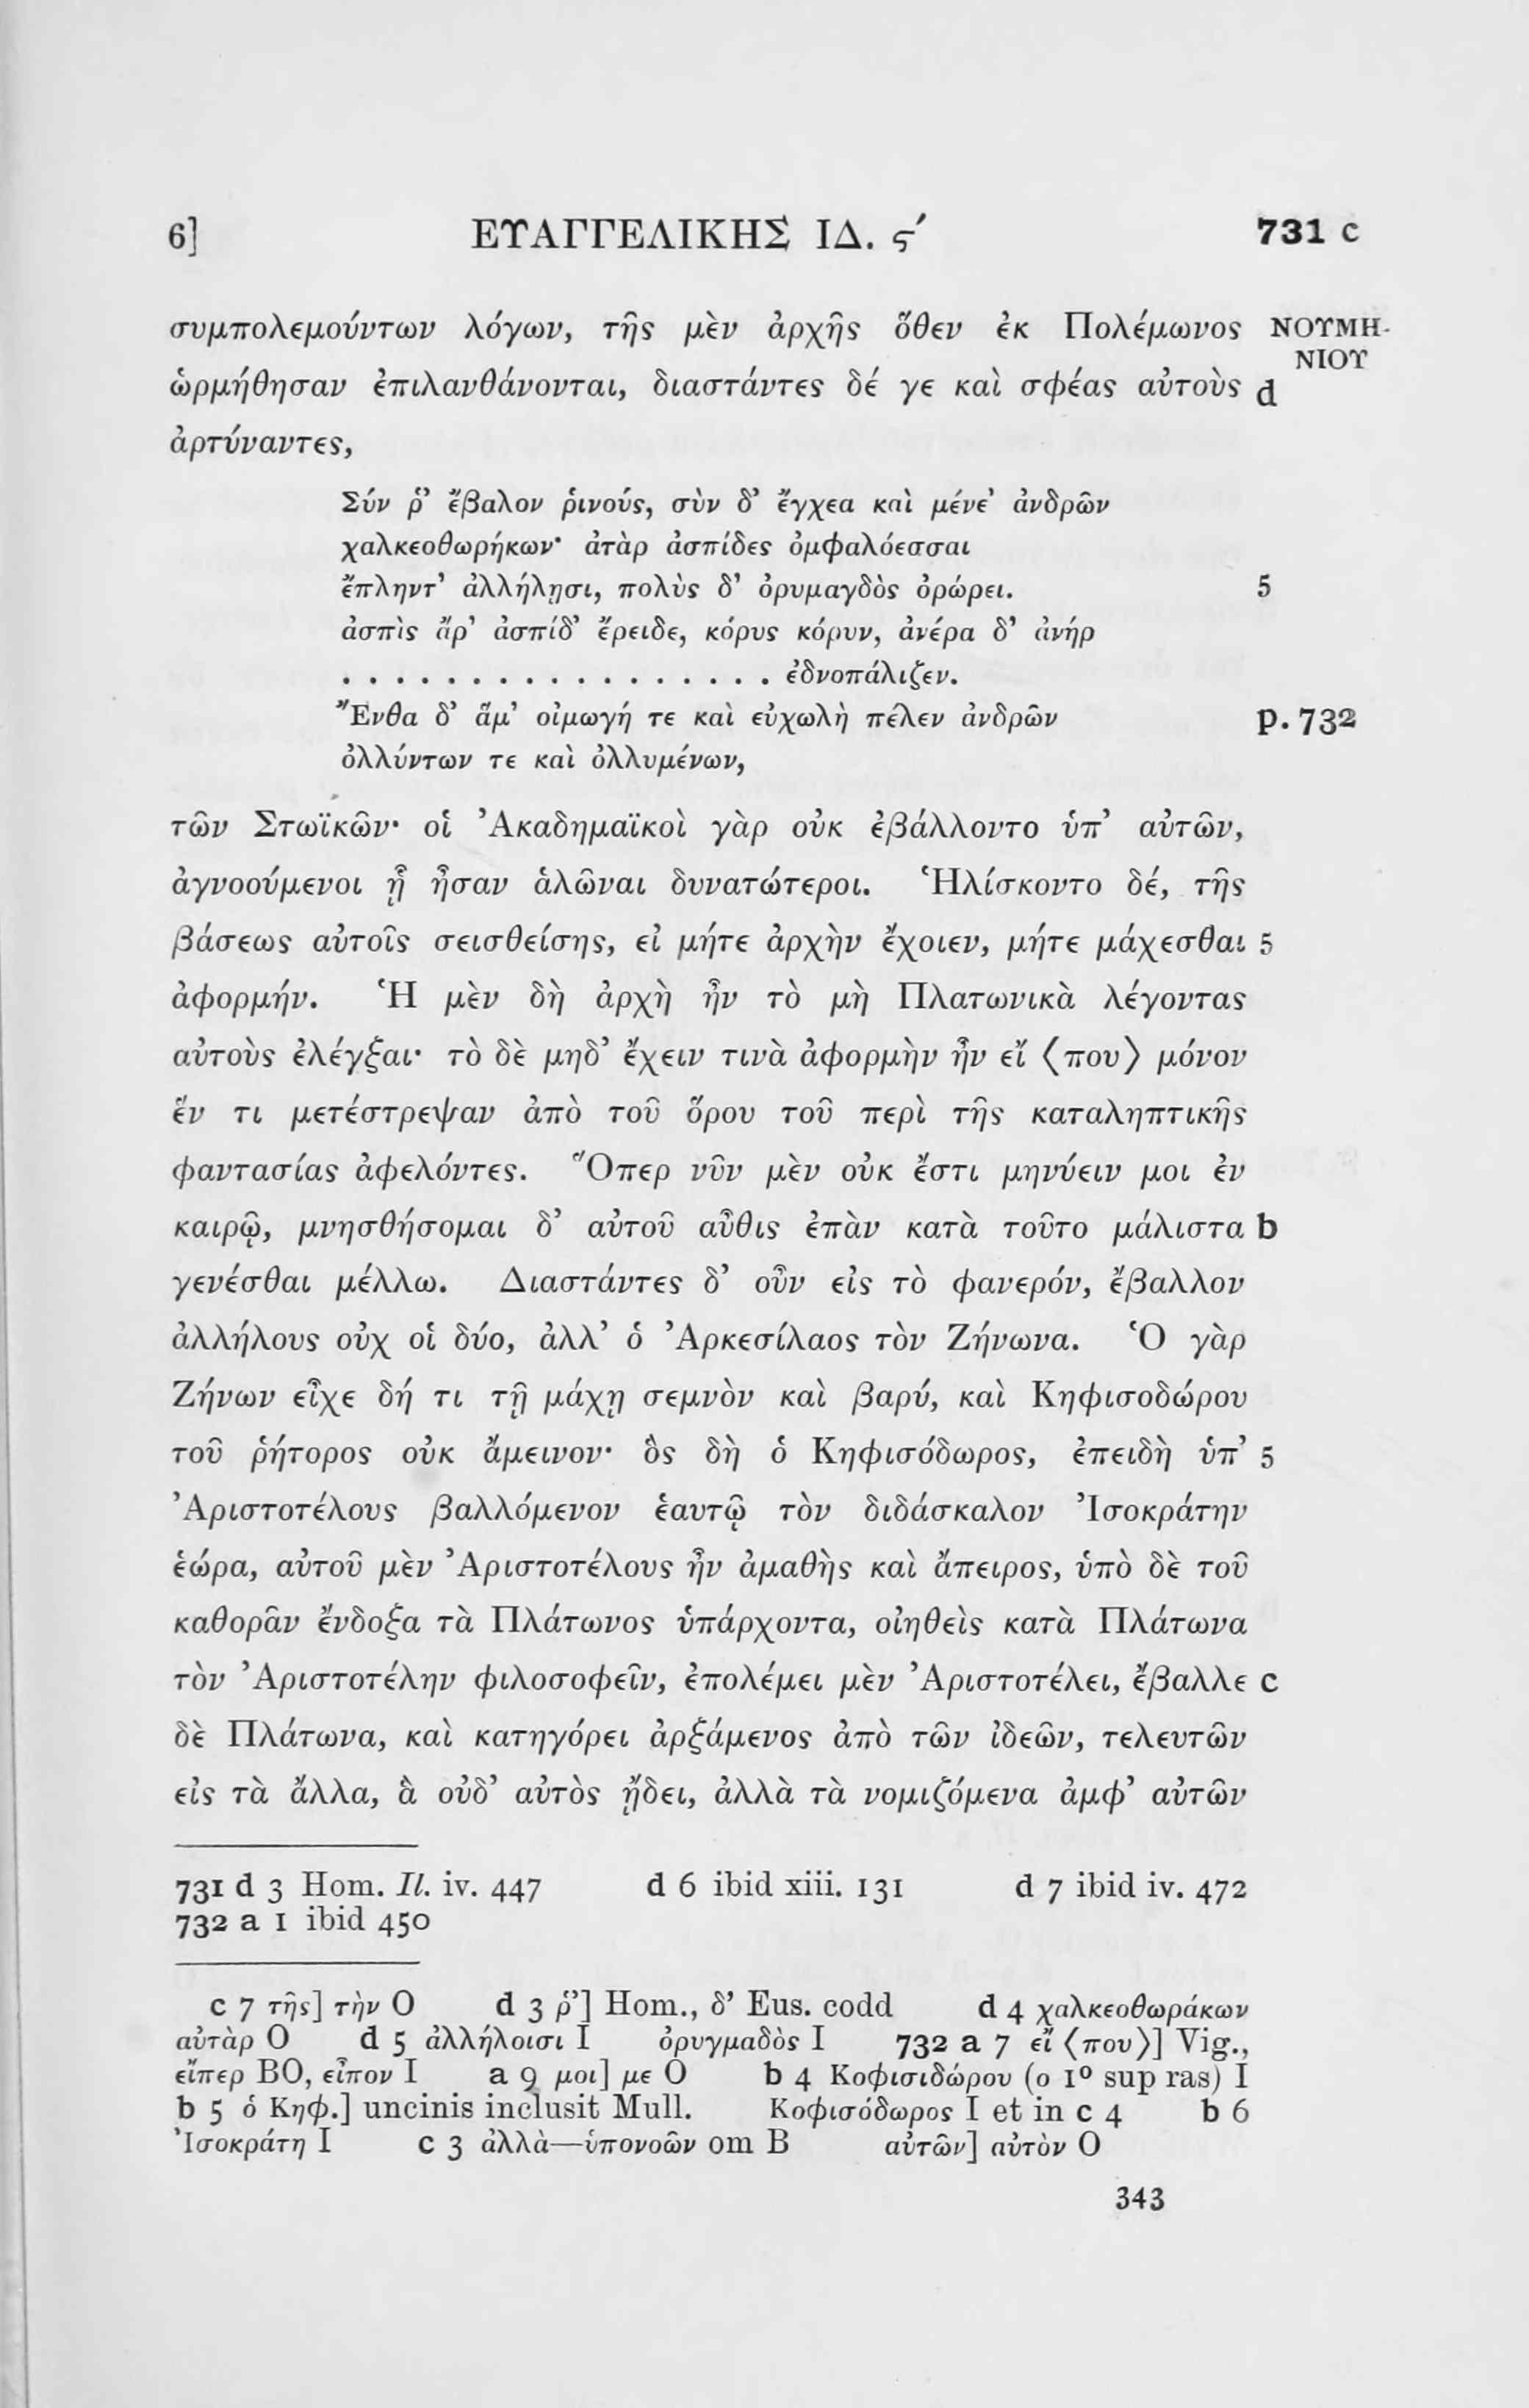 6] ΕΥΑΓΓΕΛΙΚΗΣ ΙΔ. ϛ′ 731 c
συμπολεμούντων λόγων, τῆς μὲν ἀρχῆς ὅθεν ἐκ Πολέμωνος ΝΟΥΜΗ-
ΝΙΟΥ
ὡρμήθησαν ἐπιλανθάνονται, διαστάντες δέ γε καὶ σφέας αὐτοὺς d
ἀρτύναντες,
Σύν ῥ’ ἔβαλον ῥινούς, σὺν δ’ ἔγχεα καὶ μένε’ ἀνδρῶν
χαλκεοθωρήκων· ἀτὰρ ἀσπίδες ὀμφαλόεσσαι
ἔπληντ’ ἀλλήλῃσι, πολὺς δ’ ὀρυμαγδὸς ὀρώρει. 5
ἀσπὶς ἄρ’ ἀσπίδ’ ἔρειδε, κόρυς κόρυν, ἀνέρα δ’ ἀνήρ
. . . . . . . . . . . . . . . . . ἐδνοπάλιζεν.
Ἔνθα δ’ ἅμ’ οἰμωγή τε καὶ εὐχωλὴ πέλεν ἀνδρῶν p. 732
ὀλλύντων τε καὶ ὀλλυμένων,
τῶν Στωϊκῶν· οἱ Ἀκαδημαϊκοὶ γὰρ οὐκ ἐβάλλοντο ὑπ’ αὐτῶν,
ἀγνοούμενοι ᾗ ἦσαν ἁλῶναι δυνατώτεροι. Ἡλίσκοντο δέ, τῆς
βάσεως αὐτοῖς σεισθείσης, εἰ μήτε ἀρχὴν ἔχοιεν, μήτε μάχεσθαι 5
ἀφορμήν. Ἡ μὲν δὴ ἀρχὴ ἦν τὸ μὴ Πλατωνικὰ λέγοντας
αὐτοὺς ἐλέγξαι· τὸ δὲ μηδ’ ἔχειν τινὰ ἀφορμὴν ἦν εἴ ⟨που⟩ μόνον
ἕν τι μετέστρεψαν ἀπὸ τοῦ ὅρου τοῦ περὶ τῆς καταληπτικῆς
φαντασίας ἀφελόντες. Ὅπερ νῦν μὲν οὐκ ἔστι μηνύειν μοι ἐν
καιρῷ, μνησθήσομαι δ’ αὐτοῦ αὖθις ἐπὰν κατὰ τοῦτο μάλιστα b
γενέσθαι μέλλω. Διαστάντες δ’ οὖν εἰς τὸ φανερόν, ἔβαλλον
ἀλλήλους οὐχ οἱ δύο, ἀλλ’ ὁ Ἀρκεσίλαος τὸν Ζήνωνα. Ὁ γὰρ
Ζήνων εἶχε δή τι τῇ μάχῃ σεμνὸν καὶ βαρύ, καὶ Κηφισοδώρου
τοῦ ῥήτορος οὐκ ἄμεινον· ὃς δὴ ὁ Κηφισόδωρος, ἐπειδὴ ὑπ’ 5
Ἀριστοτέλους βαλλόμενον ἑαυτῷ τὸν διδάσκαλον Ἰσοκράτην
ἑώρα, αὐτοῦ μὲν Ἀριστοτέλους ἦν ἀμαθὴς καὶ ἄπειρος, ὑπὸ δὲ τοῦ
καθορᾶν ἔνδοξα τὰ Πλάτωνος ὑπάρχοντα, οἰηθεὶς κατὰ Πλάτωνα
τὸν Ἀριστοτέλην φιλοσοφεῖν, ἐπολέμει μὲν Ἀριστοτέλει, ἔβαλλε c
δὲ Πλάτωνα, καὶ κατηγόρει ἀρξάμενος ἀπὸ τῶν ἰδεῶν, τελευτῶν
εἰς τὰ ἄλλα, ἃ οὐδ’ αὐτὸς ᾔδει, ἀλλὰ τὰ νομιζόμενα ἀμφ’ αὐτῶν
731 d 3 Hom. Il. iv. 447 d 6 ibid xiii. 131 d 7 ibid iv. 472
732 a 1 ibid 450
c 7 τῆς] τὴν O d 3 ῥ’] Hom., δ’ Eus. codd d 4 χαλκεοθωράκων
αὐτὰρ O d 5 ἀλλήλοισι I ὀρυγμαδὸς I 732 a 7 εἴ ⟨που⟩] Vig.,
εἴπερ BO, εἶπον I a 9 μοι] με O b 4 Κοφισιδώρου (ο 1º sup ras) I
b 5 ὁ Κηφ.] uncinis inclusit Mull. Κοφισόδωρος I et in c 4 b 6
Ἰσοκράτη I c 3 ἀλλὰ—ὑπονοῶν om B αὐτῶν] αὐτὸν O
343